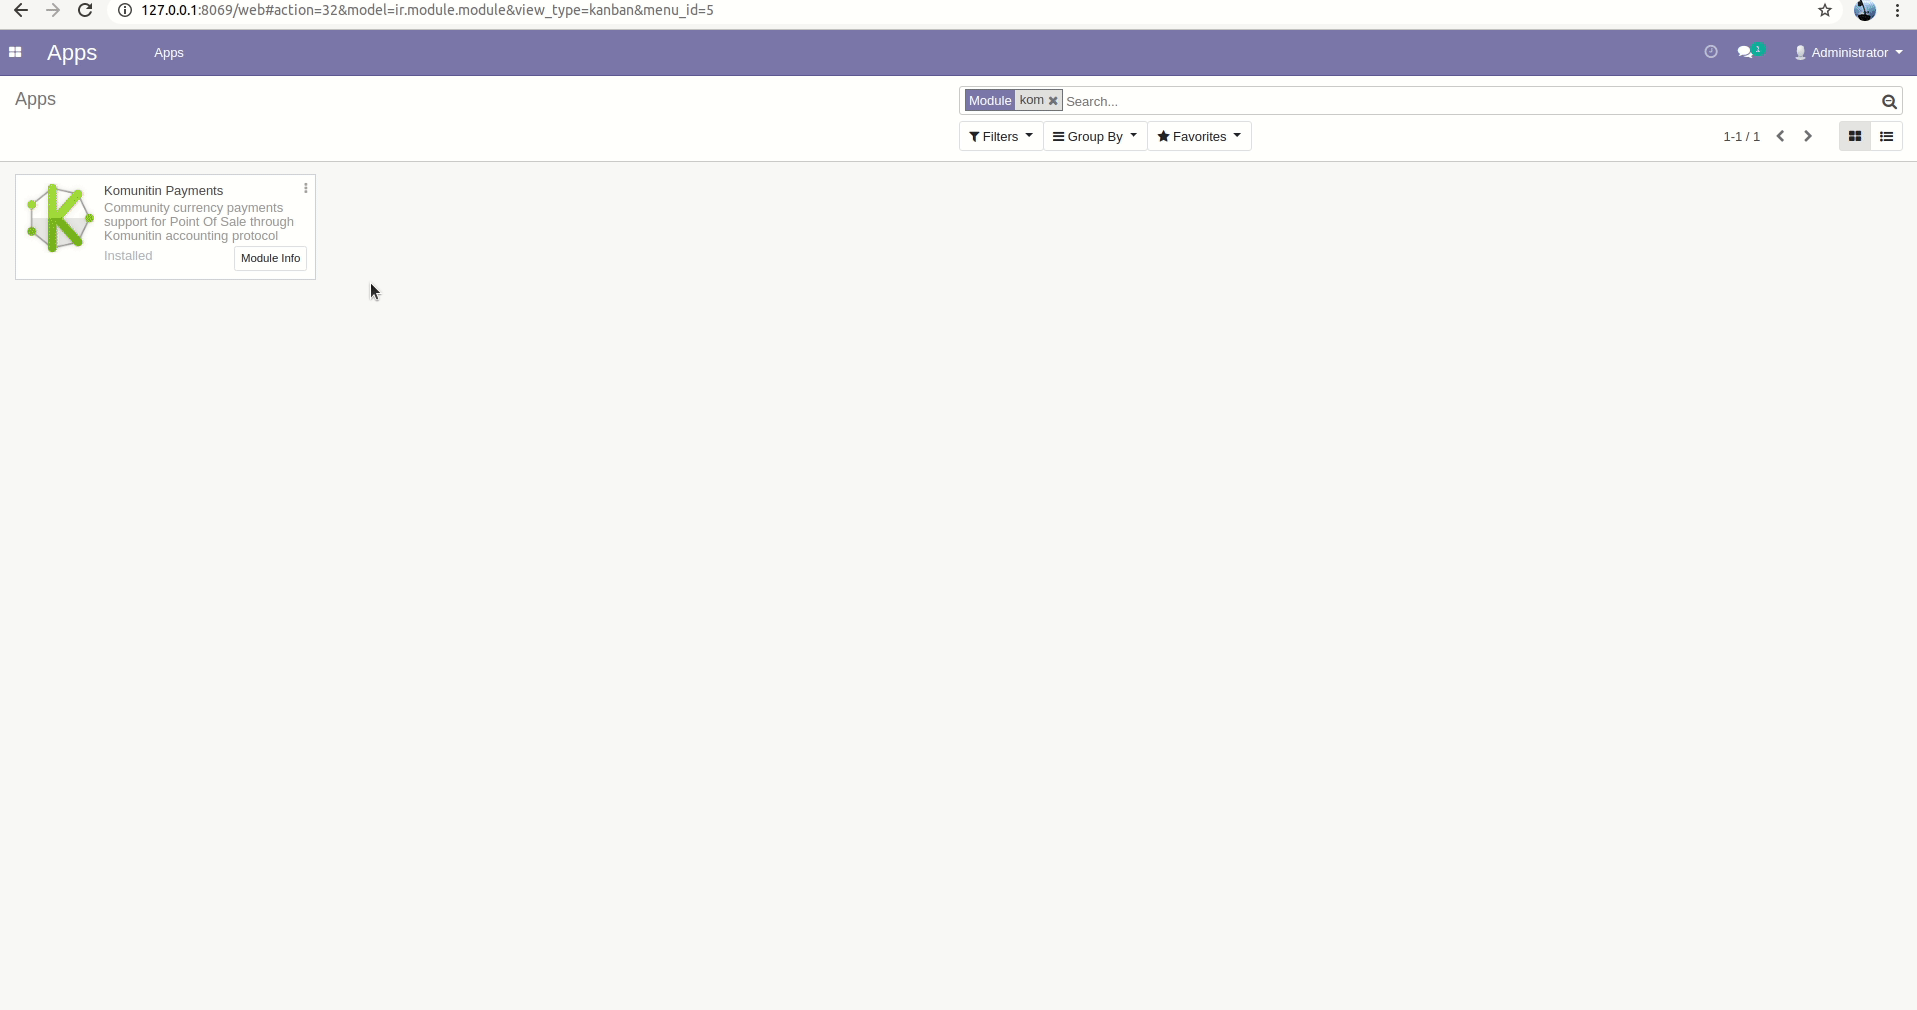 127.0.0.1:8069/web#action=32&model=ir.module.module&view_type=kanban&menu_id=5
Apps
Apps
1
Administrator
Apps
Module kom Search...
Filters
Group By
Favorites
1-1 / 1
Komunitin Payments
Community currency payments
support for Point Of Sale through
Komunitin accounting protocol
Installed
Module Info